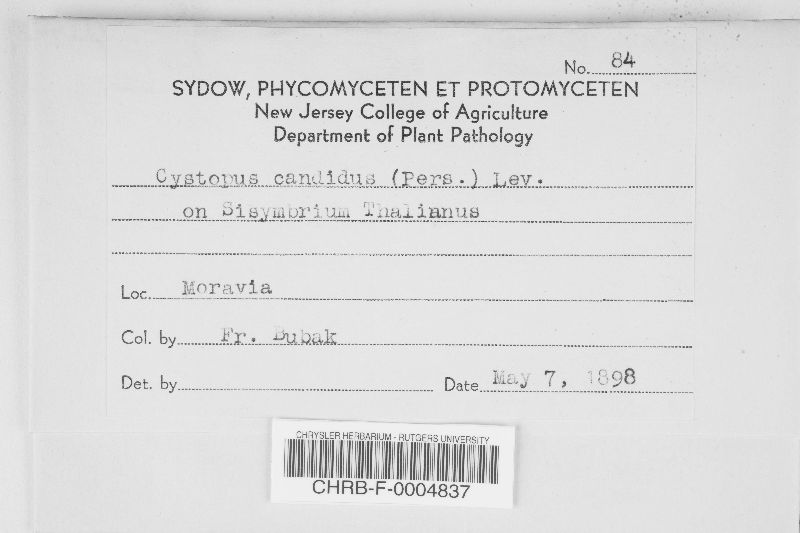 No. 84
SYDOW, PHYCOMYCETEN ET PROTOMYCETEN
New Jersey College of Agriculture
Department of Plant Pathology
Cystopus candidus (Pers.) Lev.
on Sisymbrium Thalianus
Loc. Moravia
Col. by Fr. Bubak
Det. by
Date May 7, 1898
CHRYSLER HERBARIUM - RUTGERS UNIVERSITY
CHRB-F-0004837